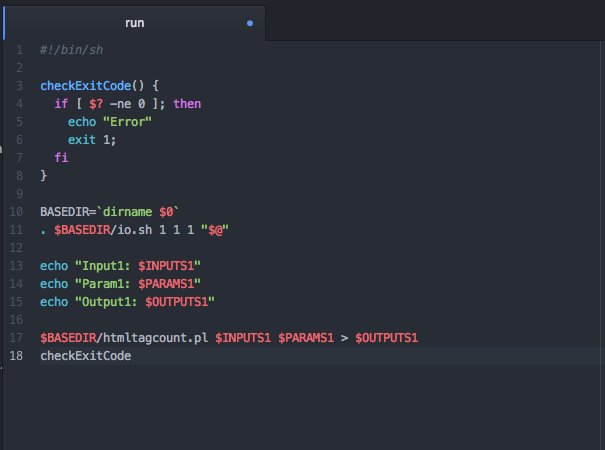 run
1 #!/bin/sh
2
3 checkExitCode() {
4   if [ $? -ne 0 ]; then
5     echo "Error"
6     exit 1;
7   fi
8 }
9
10 BASEDIR=`dirname $0`
11 . $BASEDIR/io.sh 1 1 1 "$@"
12
13 echo "Input1: $INPUTS1"
14 echo "Param1: $PARAMS1"
15 echo "Output1: $OUTPUTS1"
16
17 $BASEDIR/htmltagcount.pl $INPUTS1 $PARAMS1 > $OUTPUTS1
18 checkExitCode